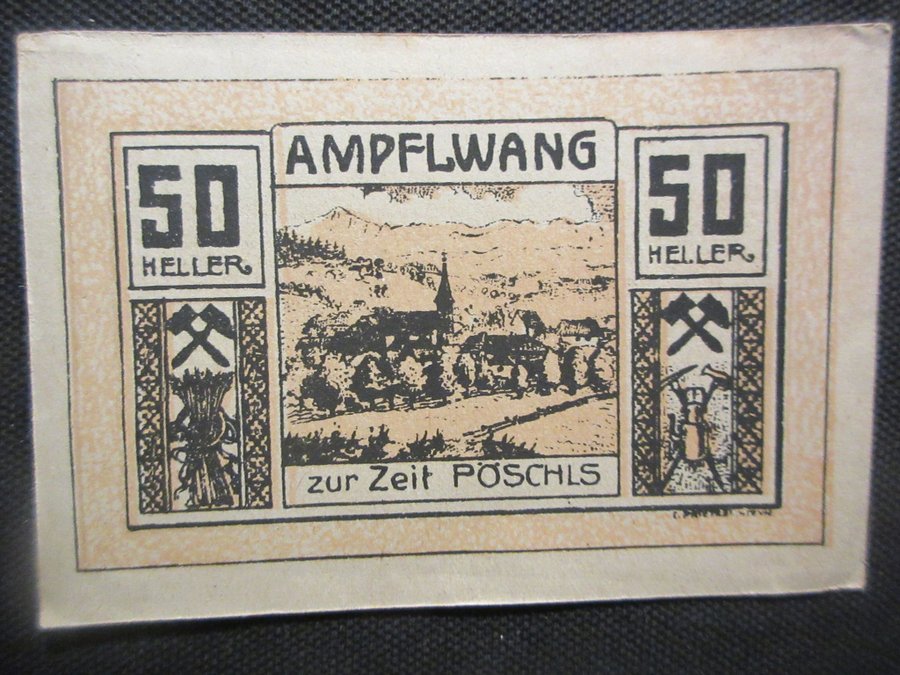 AMPFLWANG
50
HELLER
50
HELLER
zur Zeit PÖSCHLS